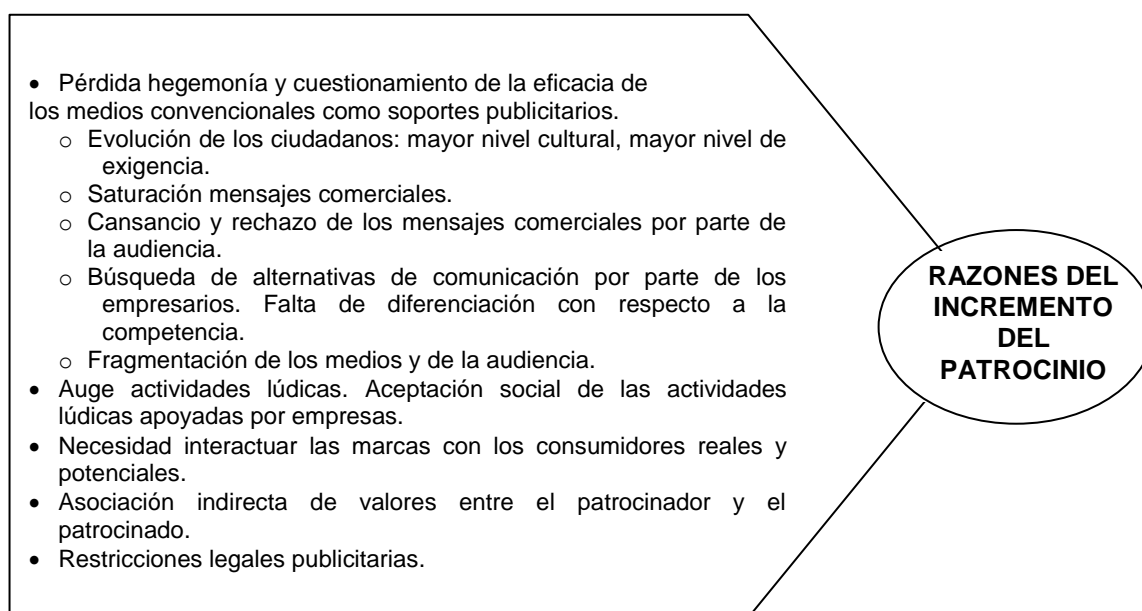 • Pérdida hegemonía y cuestionamiento de la eficacia de
los medios convencionales como soportes publicitarios.
o Evolución de los ciudadanos: mayor nivel cultural, mayor nivel de
exigencia.
o Saturación mensajes comerciales.
o Cansancio y rechazo de los mensajes comerciales por parte de
la audiencia.
o Búsqueda de alternativas de comunicación por parte de los
empresarios. Falta de diferenciación con respecto a la
competencia.
o Fragmentación de los medios y de la audiencia.
• Auge actividades lúdicas. Aceptación social de las actividades
lúdicas apoyadas por empresas.
• Necesidad interactuar las marcas con los consumidores reales y
potenciales.
• Asociación indirecta de valores entre el patrocinador y el
patrocinado.
• Restricciones legales publicitarias.
RAZONES DEL
INCREMENTO
DEL
PATROCINIO